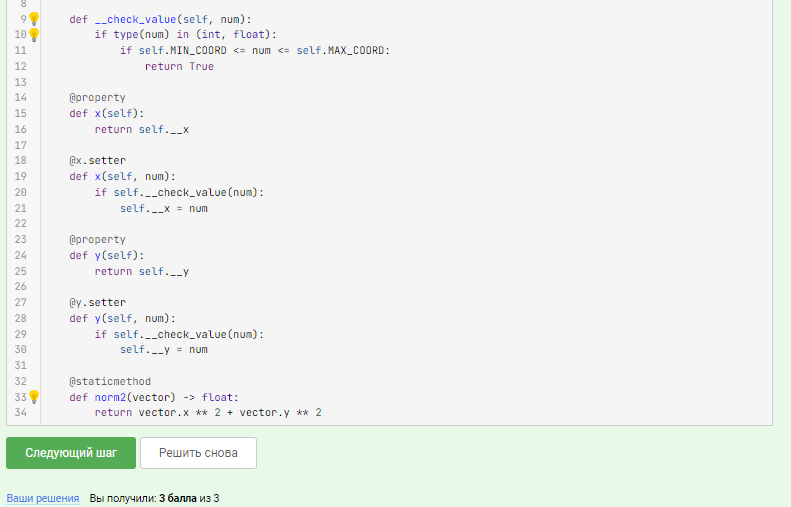 8
9 def __check_value(self, num):
10 if type(num) in (int, float):
11 if self.MIN_COORD <= num <= self.MAX_COORD:
12 return True
13
14 @property
15 def x(self):
16 return self.__x
17
18 @x.setter
19 def x(self, num):
20 if self.__check_value(num):
21 self.__x = num
22
23 @property
24 def y(self):
25 return self.__y
26
27 @y.setter
28 def y(self, num):
29 if self.__check_value(num):
30 self.__y = num
31
32 @staticmethod
33 def norm2(vector) -> float:
34 return vector.x ** 2 + vector.y ** 2
Следующий шаг Решить снова
Ваши решения Вы получили: 3 балла из 3